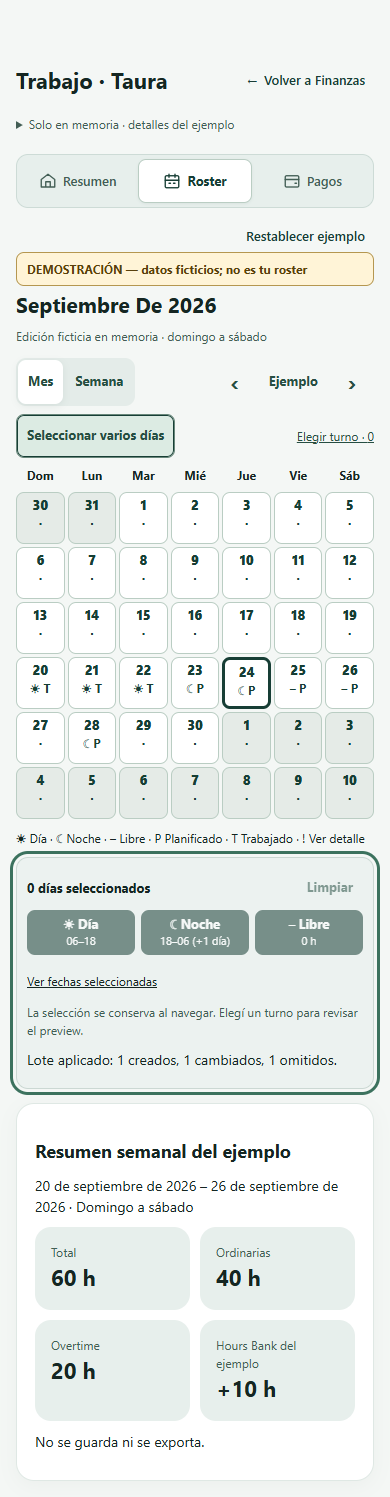 Trabajo · Taura
← Volver a Finanzas
▶ Solo en memoria · detalles del ejemplo
Resumen
Roster
Pagos
Restablecer ejemplo
DEMOSTRACIÓN — datos ficticios; no es tu roster
Septiembre De 2026
Edición ficticia en memoria · domingo a sábado
Mes Semana
‹ Ejemplo ›
Seleccionar varios días
Elegir turno · 0
Dom Lun Mar Mié Jue Vie Sáb
30 31 1 2 3 4 5
· · · · · · ·
6 7 8 9 10 11 12
· · · · · · ·
13 14 15 16 17 18 19
· · · · · · ·
20 21 22 23 24 25 26
☀ T ☀ T ☀ T ☾ P ☾ P – P – P
27 28 29 30 1 2 3
· ☾ P · · · · ·
4 5 6 7 8 9 10
· · · · · · ·
☀ Día · ☾ Noche · – Libre · P Planificado · T Trabajado · ! Ver detalle
0 días seleccionados
Limpiar
☀ Día
06–18
☾ Noche
18–06 (+1 día)
– Libre
0 h
Ver fechas seleccionadas
La selección se conserva al navegar. Elegí un turno para revisar
el preview.
Lote aplicado: 1 creados, 1 cambiados, 1 omitidos.
Resumen semanal del ejemplo
20 de septiembre de 2026 – 26 de septiembre de
2026 · Domingo a sábado
Total
60 h
Ordinarias
40 h
Overtime
20 h
Hours Bank del
ejemplo
+10 h
No se guarda ni se exporta.